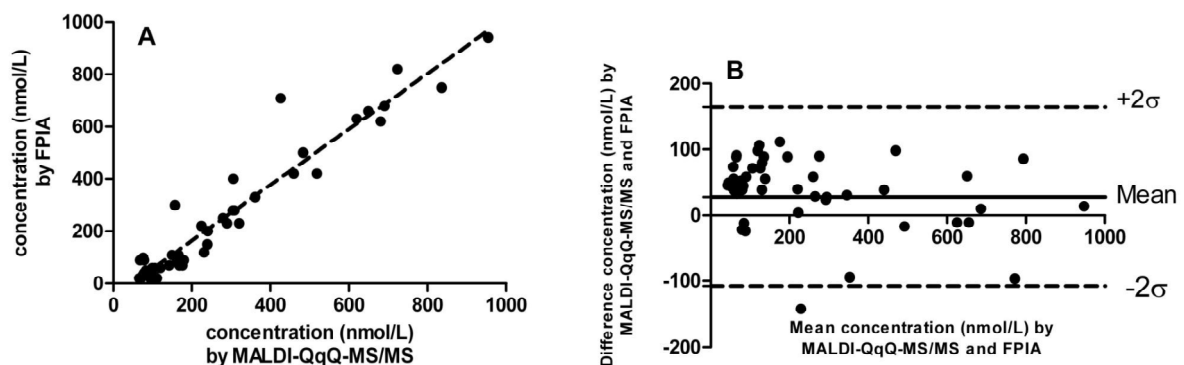 A
1000
800
600
400
200
0
concentration (nmol/L)
by FPIA
0 200 400 600 800 1000
concentration (nmol/L)
by MALDI-QqQ-MS/MS
B
200
100
0
-100
-200
Difference concentration (nmol/L) by
MALDI-QqQ-MS/MS and FPIA
+2σ
Mean
200 400 600 800 1000
-2σ
Mean concentration (nmol/L) by
MALDI-QqQ-MS/MS and FPIA